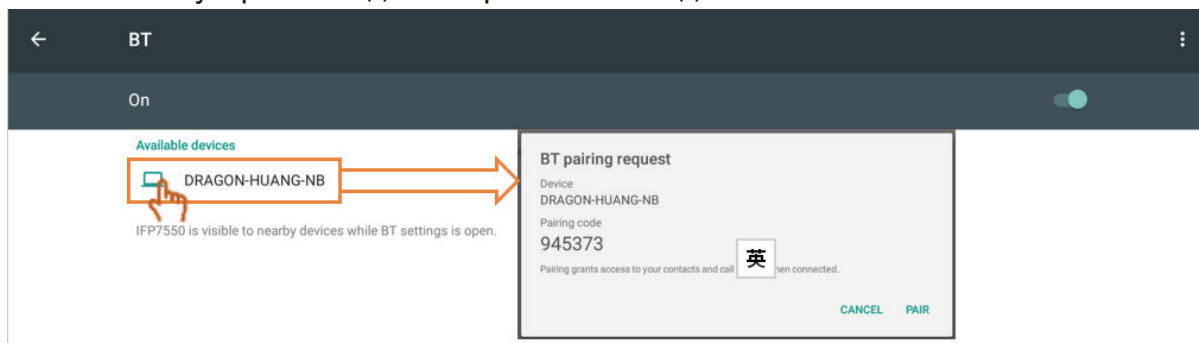 BT
On
Available devices
DRAGON-HUANG-NB
IFP7550 is visible to nearby devices while BT settings is open.
BT pairing request
Device
DRAGON-HUANG-NB
Pairing code
945373
Pairing grants access to your contacts and call connected.
英
CANCEL PAIR